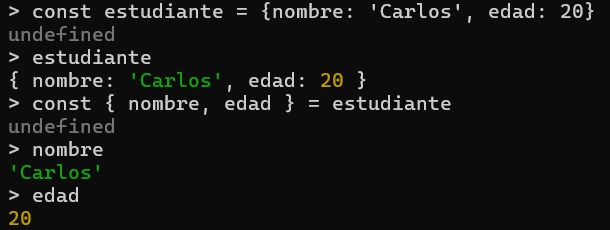 > const estudiante = {nombre: 'Carlos', edad: 20}
undefined
> estudiante
{ nombre: 'Carlos', edad: 20 }
> const { nombre, edad } = estudiante
undefined
> nombre
'Carlos'
> edad
20